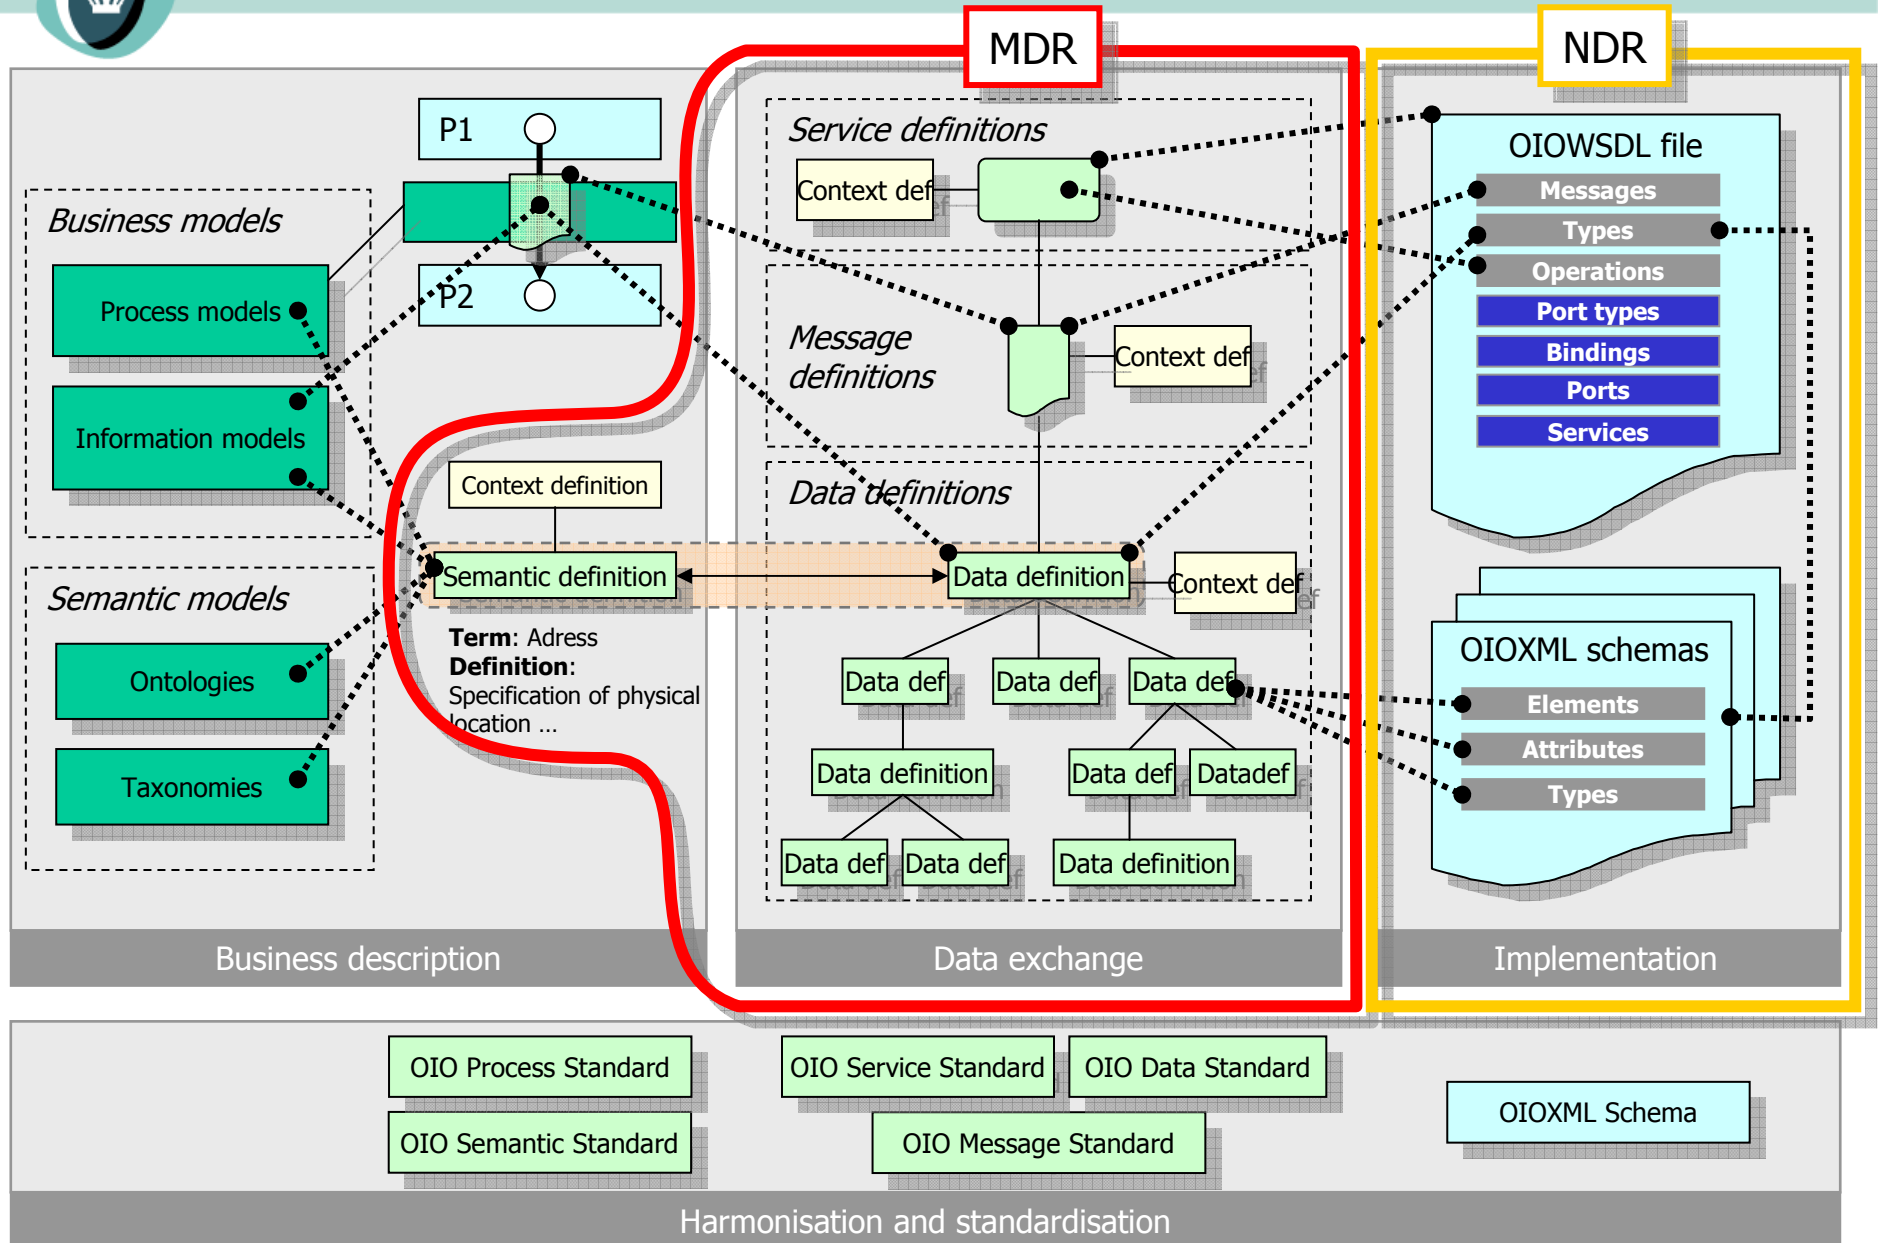 MDR
NDR
P1
P2
Business models
Process models
Information models
Semantic models
Ontologies
Taxonomies
Context definition
Semantic definition
Term: Adress
Definition:
Specification of physical
location ...
Business description
Service definitions
Context def
Message
definitions
Context def
Data definitions
Data definition
Context def
Data def
Data def
Data def
Data definition
Data def
Datadef
Data def
Data def
Data definition
Data exchange
OIOWSDL file
Messages
Types
Operations
Port types
Bindings
Ports
Services
OIOXML schemas
Elements
Attributes
Types
Implementation
OIO Process Standard
OIO Service Standard
OIO Data Standard
OIOXML Schema
OIO Semantic Standard
OIO Message Standard
Harmonisation and standardisation